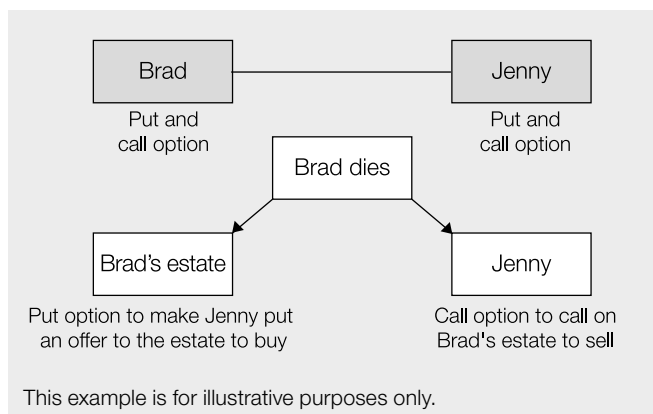 Brad
Jenny
Put and
call option
Put and
call option
Brad dies
Brad's estate
Jenny
Put option to make Jenny put
an offer to the estate to buy
Call option to call on
Brad's estate to sell
This example is for illustrative purposes only.